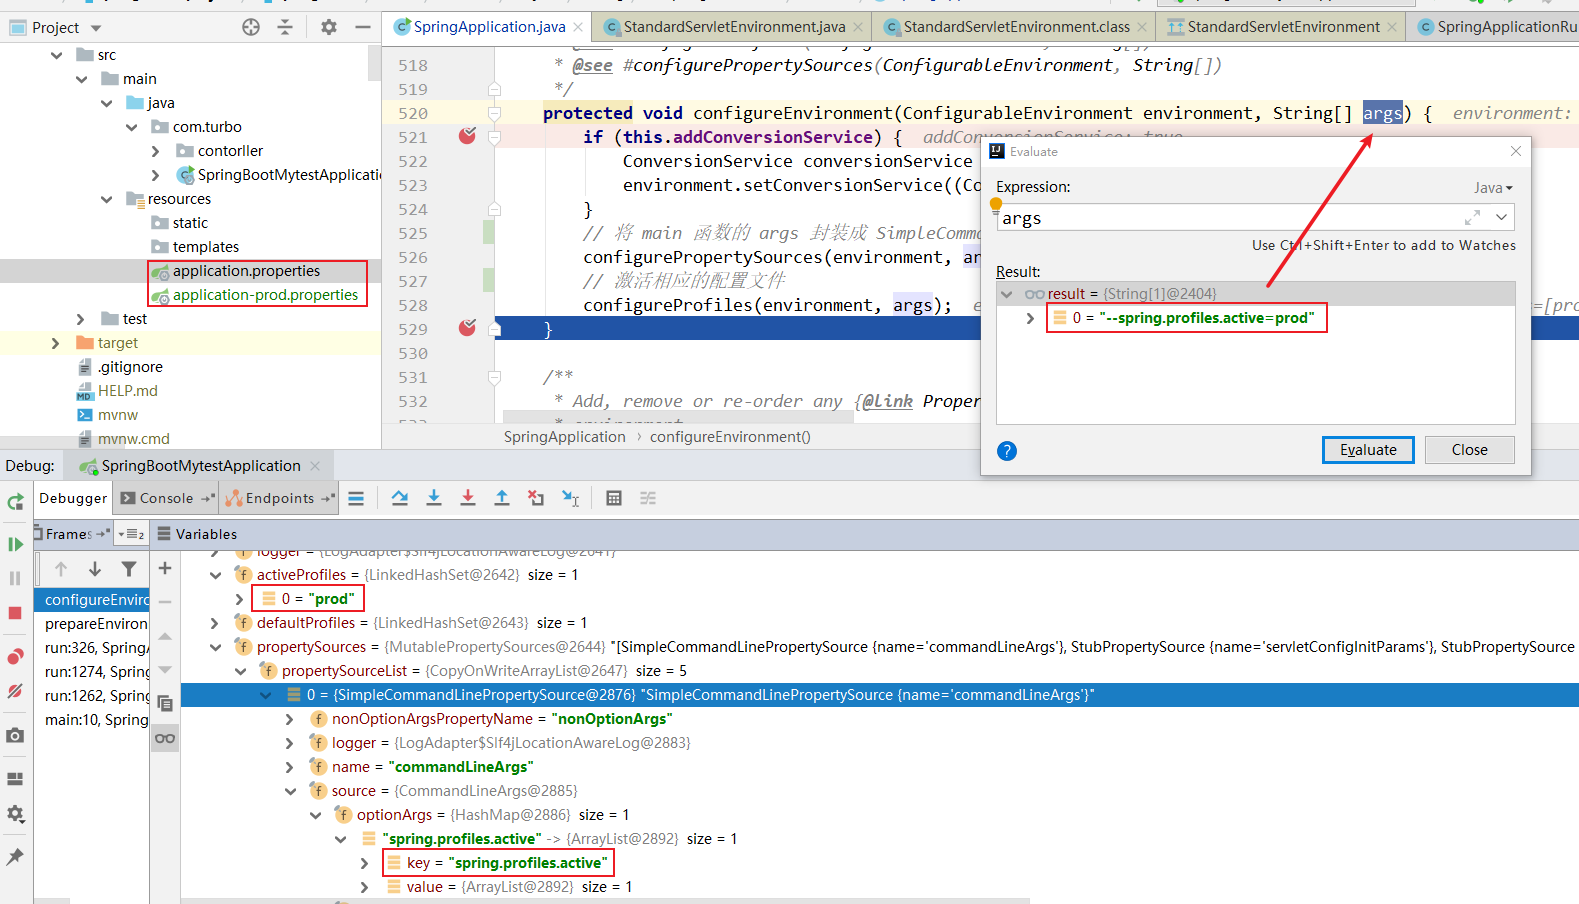 Project
SpringApplication.java
StandardServletEnvironment.java
StandardServletEnvironment.class
StandardServletEnvironment
SpringApplicationRu
src
main
java
com.turbo
contorller
SpringBootMytestApplicatio
resources
static
templates
application.properties
application-prod.properties
test
target
.gitignore
HELP.md
mvnw
mvnw.cmd
518 * @see #configurePropertySources(ConfigurableEnvironment, String[])
519 */
520 protected void configureEnvironment(ConfigurableEnvironment environment, String[] args) { environment:
521 if (this.addConversionService) { addConversionService: true
522 ConversionService conversionService
523 environment.setConversionService((Co
524 }
525 // 将 main 函数的 args 封装成 SimpleComma
526 configurePropertySources(environment, ar
527 // 激活相应的配置文件
528 configureProfiles(environment, args); =[pro
529 }
530
531 /**
532 * Add, remove or re-order any {@link Proper
SpringApplication › configureEnvironment()
Evaluate
Expression:
Java
args
Use Ctrl+Shift+Enter to add to Watches
Result:
result = {String[1]@2404}
0 = "--spring.profiles.active=prod"
?
Evaluate
Close
Debug:
SpringBootMytestApplication
Debugger
Console
Endpoints
Frames
Variables
configureEnviro
prepareEnviron
run:326, SpringA
run:1274, Spring
run:1262, Spring
main:10, Spring
logger = {LogAdapter$Slf4jLocationAwareLog@2641}
activeProfiles = {LinkedHashSet@2642} size = 1
0 = "prod"
defaultProfiles = {LinkedHashSet@2643} size = 1
propertySources = {MutablePropertySources@2644} "[SimpleCommandLinePropertySource {name='commandLineArgs'}, StubPropertySource {name='servletConfigInitParams'}, StubPropertySource
propertySourceList = {CopyOnWriteArrayList@2647} size = 5
0 = {SimpleCommandLinePropertySource@2876} "SimpleCommandLinePropertySource {name='commandLineArgs'}"
nonOptionArgsPropertyName = "nonOptionArgs"
logger = {LogAdapter$Slf4jLocationAwareLog@2883}
name = "commandLineArgs"
source = {CommandLineArgs@2885}
optionArgs = {HashMap@2886} size = 1
"spring.profiles.active" -> {ArrayList@2892} size = 1
key = "spring.profiles.active"
value = {ArrayList@2892} size = 1